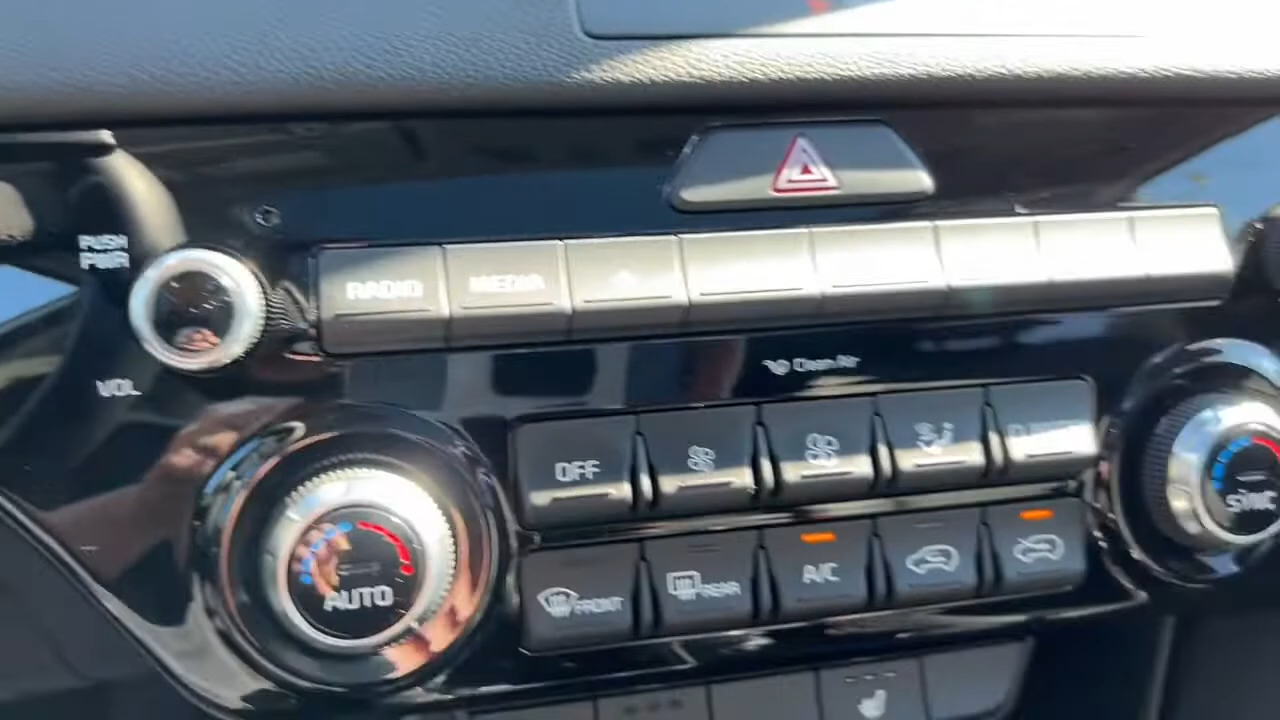 PUSH
PWR
VOL
RADIO
MEDIA
Clean Air
OFF
AUTO
FRONT
REAR
A/C
SYNC